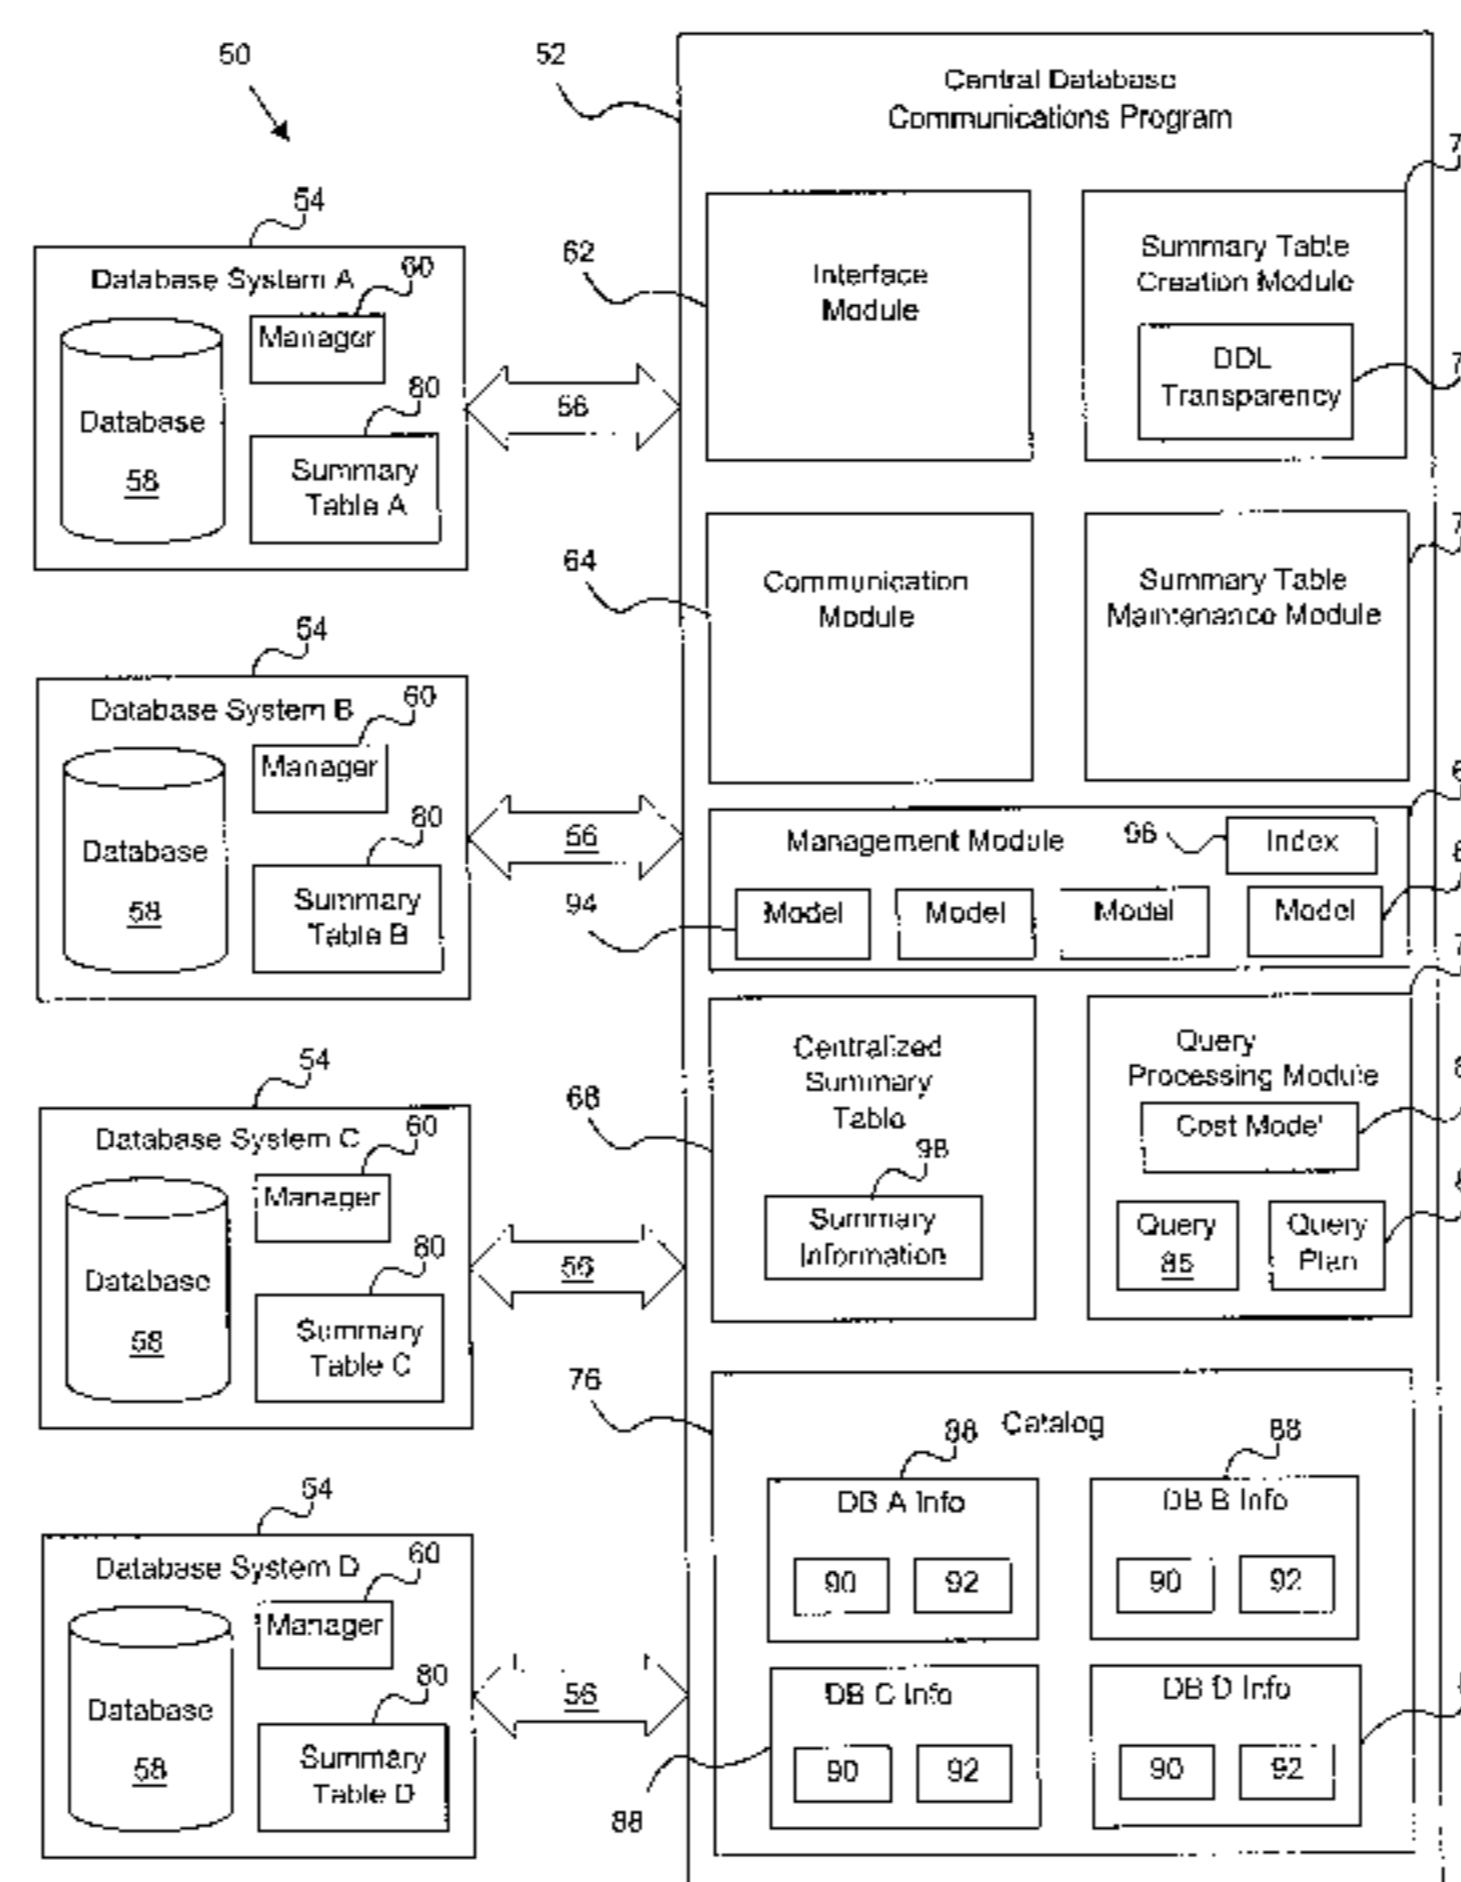 50
52
Central Database
Communications Program
54
Database System A
60
Manager
Database
58
80
Summary
Table A
56
62
Interface
Module
Summary Table
Creation Module
DDL
Transparency
64
Communication
Module
Summary Table
Maintenance Module
54
Database System B
60
Manager
Database
58
80
Summary
Table B
56
Management Module
96
Index
94
Model
Model
Model
Model
54
Database System C
60
Manager
Database
58
80
Summary
Table C
56
68
Centralized
Summary
Table
98
Summary
Information
Query
Processing Module
Cost Model
Query
85
Query
Plan
76
Catalog
88
DB A Info
90
92
88
DB B Info
90
92
88
DB C Info
90
92
DB D Info
90
92
54
Database System D
60
Manager
Database
58
80
Summary
Table D
56